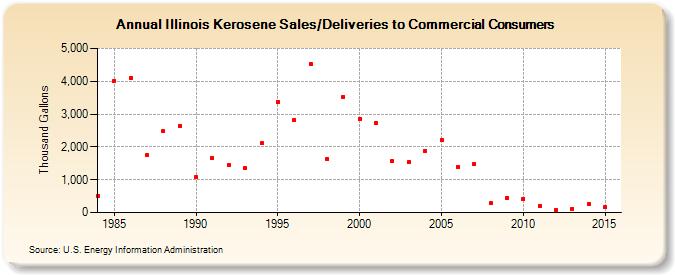 Annual Illinois Kerosene Sales/Deliveries to Commercial Consumers
Thousand Gallons
5,000
4,000
3,000
2,000
1,000
0
1985 1990 1995 2000 2005 2010 2015
Source: U.S. Energy Information Administration